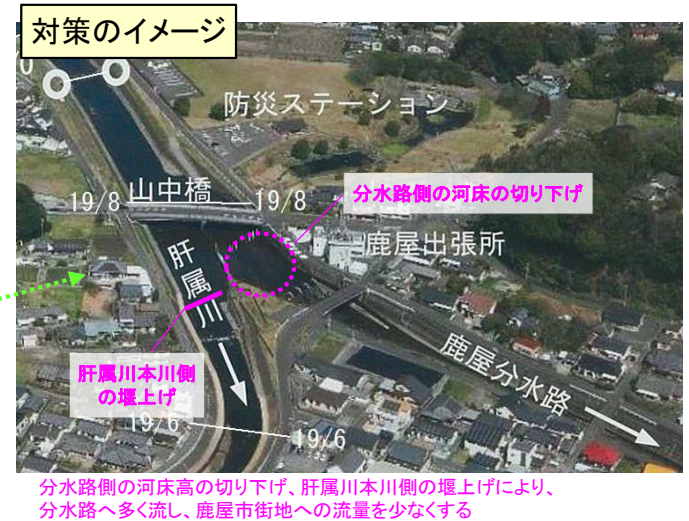 対策のイメージ
防災ステーション
山中橋
19/8
19/8
分水路側の河床の切り下げ
鹿屋出張所
肝属川
肝属川本川側
の堰上げ
鹿屋分水路
19/6
19/6
分水路側の河床高の切り下げ、肝属川本川側の堰上げにより、
分水路へ多く流し、鹿屋市街地への流量を少なくする